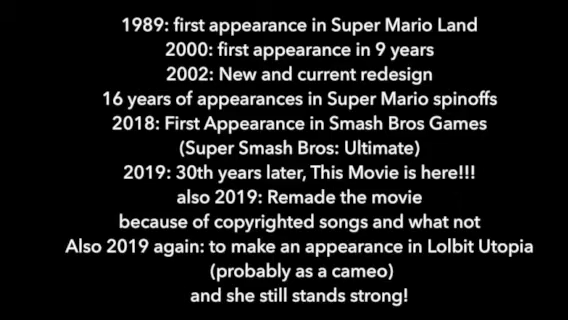 1989: first appearance in Super Mario Land
2000: first appearance in 9 years
2002: New and current redesign
16 years of appearances in Super Mario spinoffs
2018: First Appearance in Smash Bros Games
(Super Smash Bros: Ultimate)
2019: 30th years later, This Movie is here!!!
also 2019: Remade the movie
because of copyrighted songs and what not
Also 2019 again: to make an appearance in Lolbit Utopia
(probably as a cameo)
and she still stands strong!